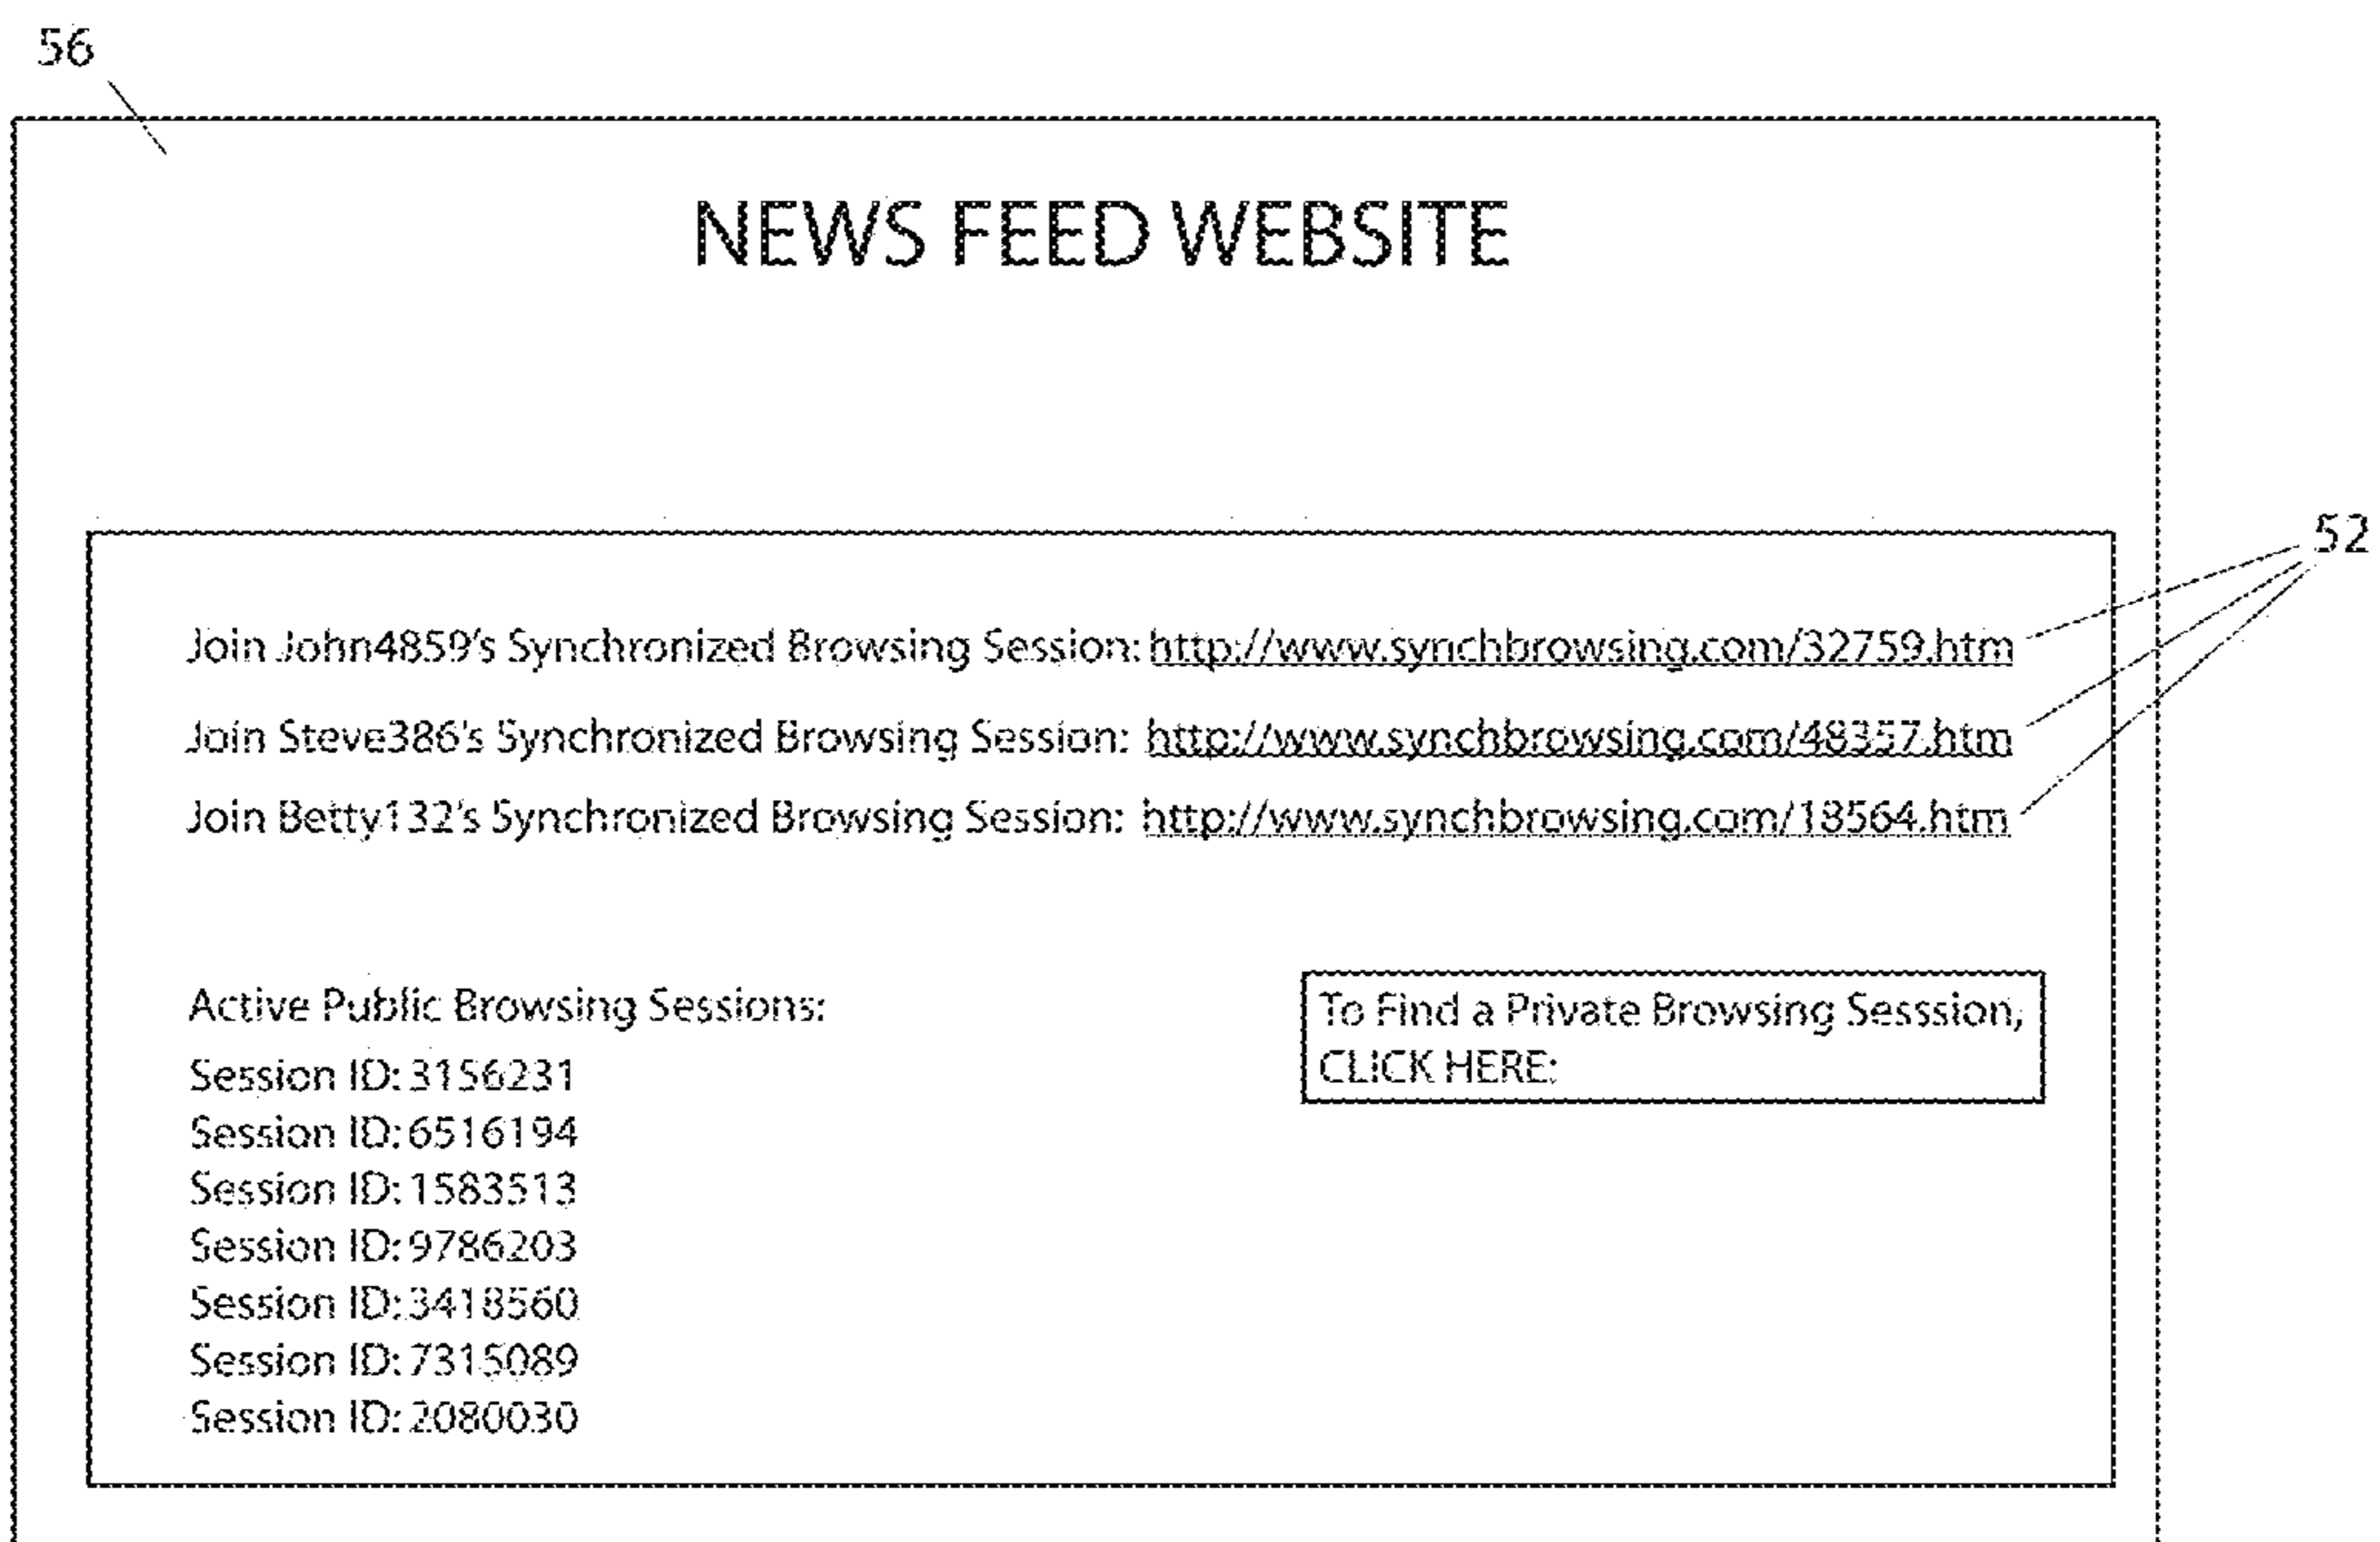 56
NEWS FEED WEBSITE
52
Join John4859's Synchronized Browsing Session: http://www.synchbrowsing.com/32759.htm
Join Steve386's Synchronized Browsing Session: http://www.synchbrowsing.com/48357.htm
Join Betty132's Synchronized Browsing Session: http://www.synchbrowsing.com/18564.htm
Active Public Browsing Sessions:
Session ID: 3156231
Session ID: 6516194
Session ID: 1583513
Session ID: 9786203
Session ID: 3418560
Session ID: 7315089
Session ID: 2080030
To Find a Private Browsing Sesssion,
CLICK HERE: